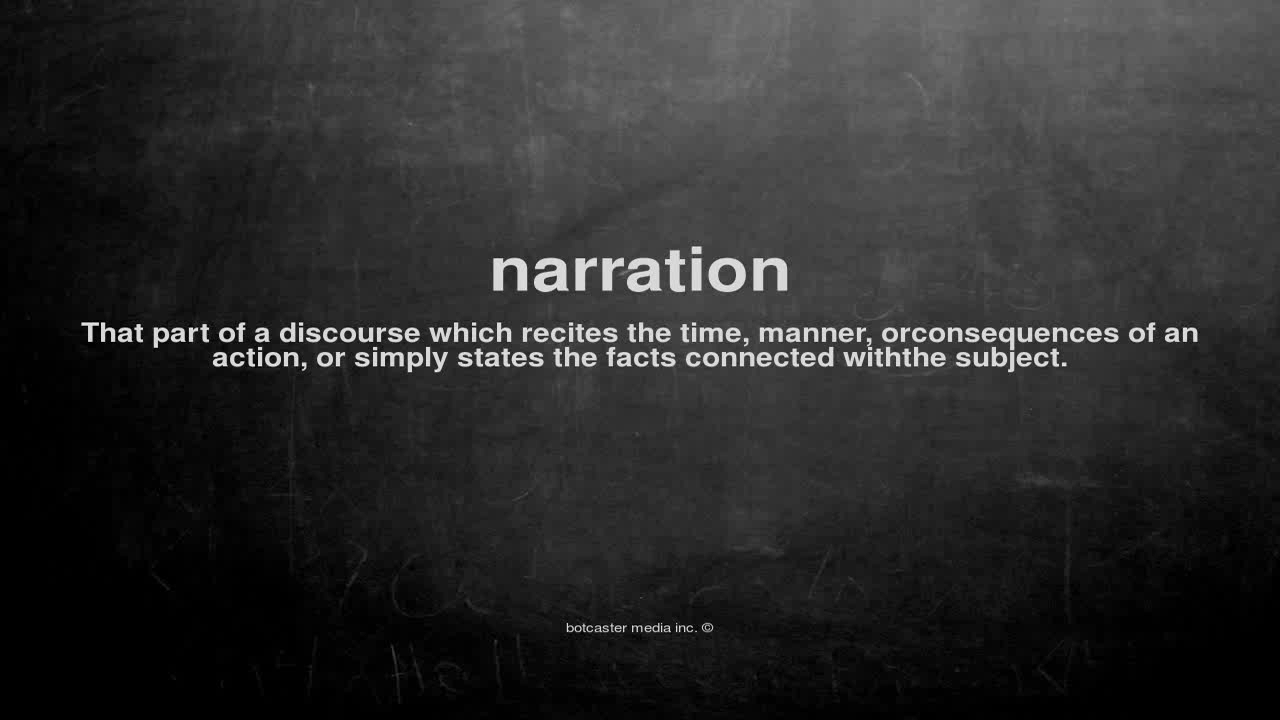 narration
That part of a discourse which recites the time, manner, orconsequences of an
action, or simply states the facts connected withthe subject.
botcaster media inc. ©